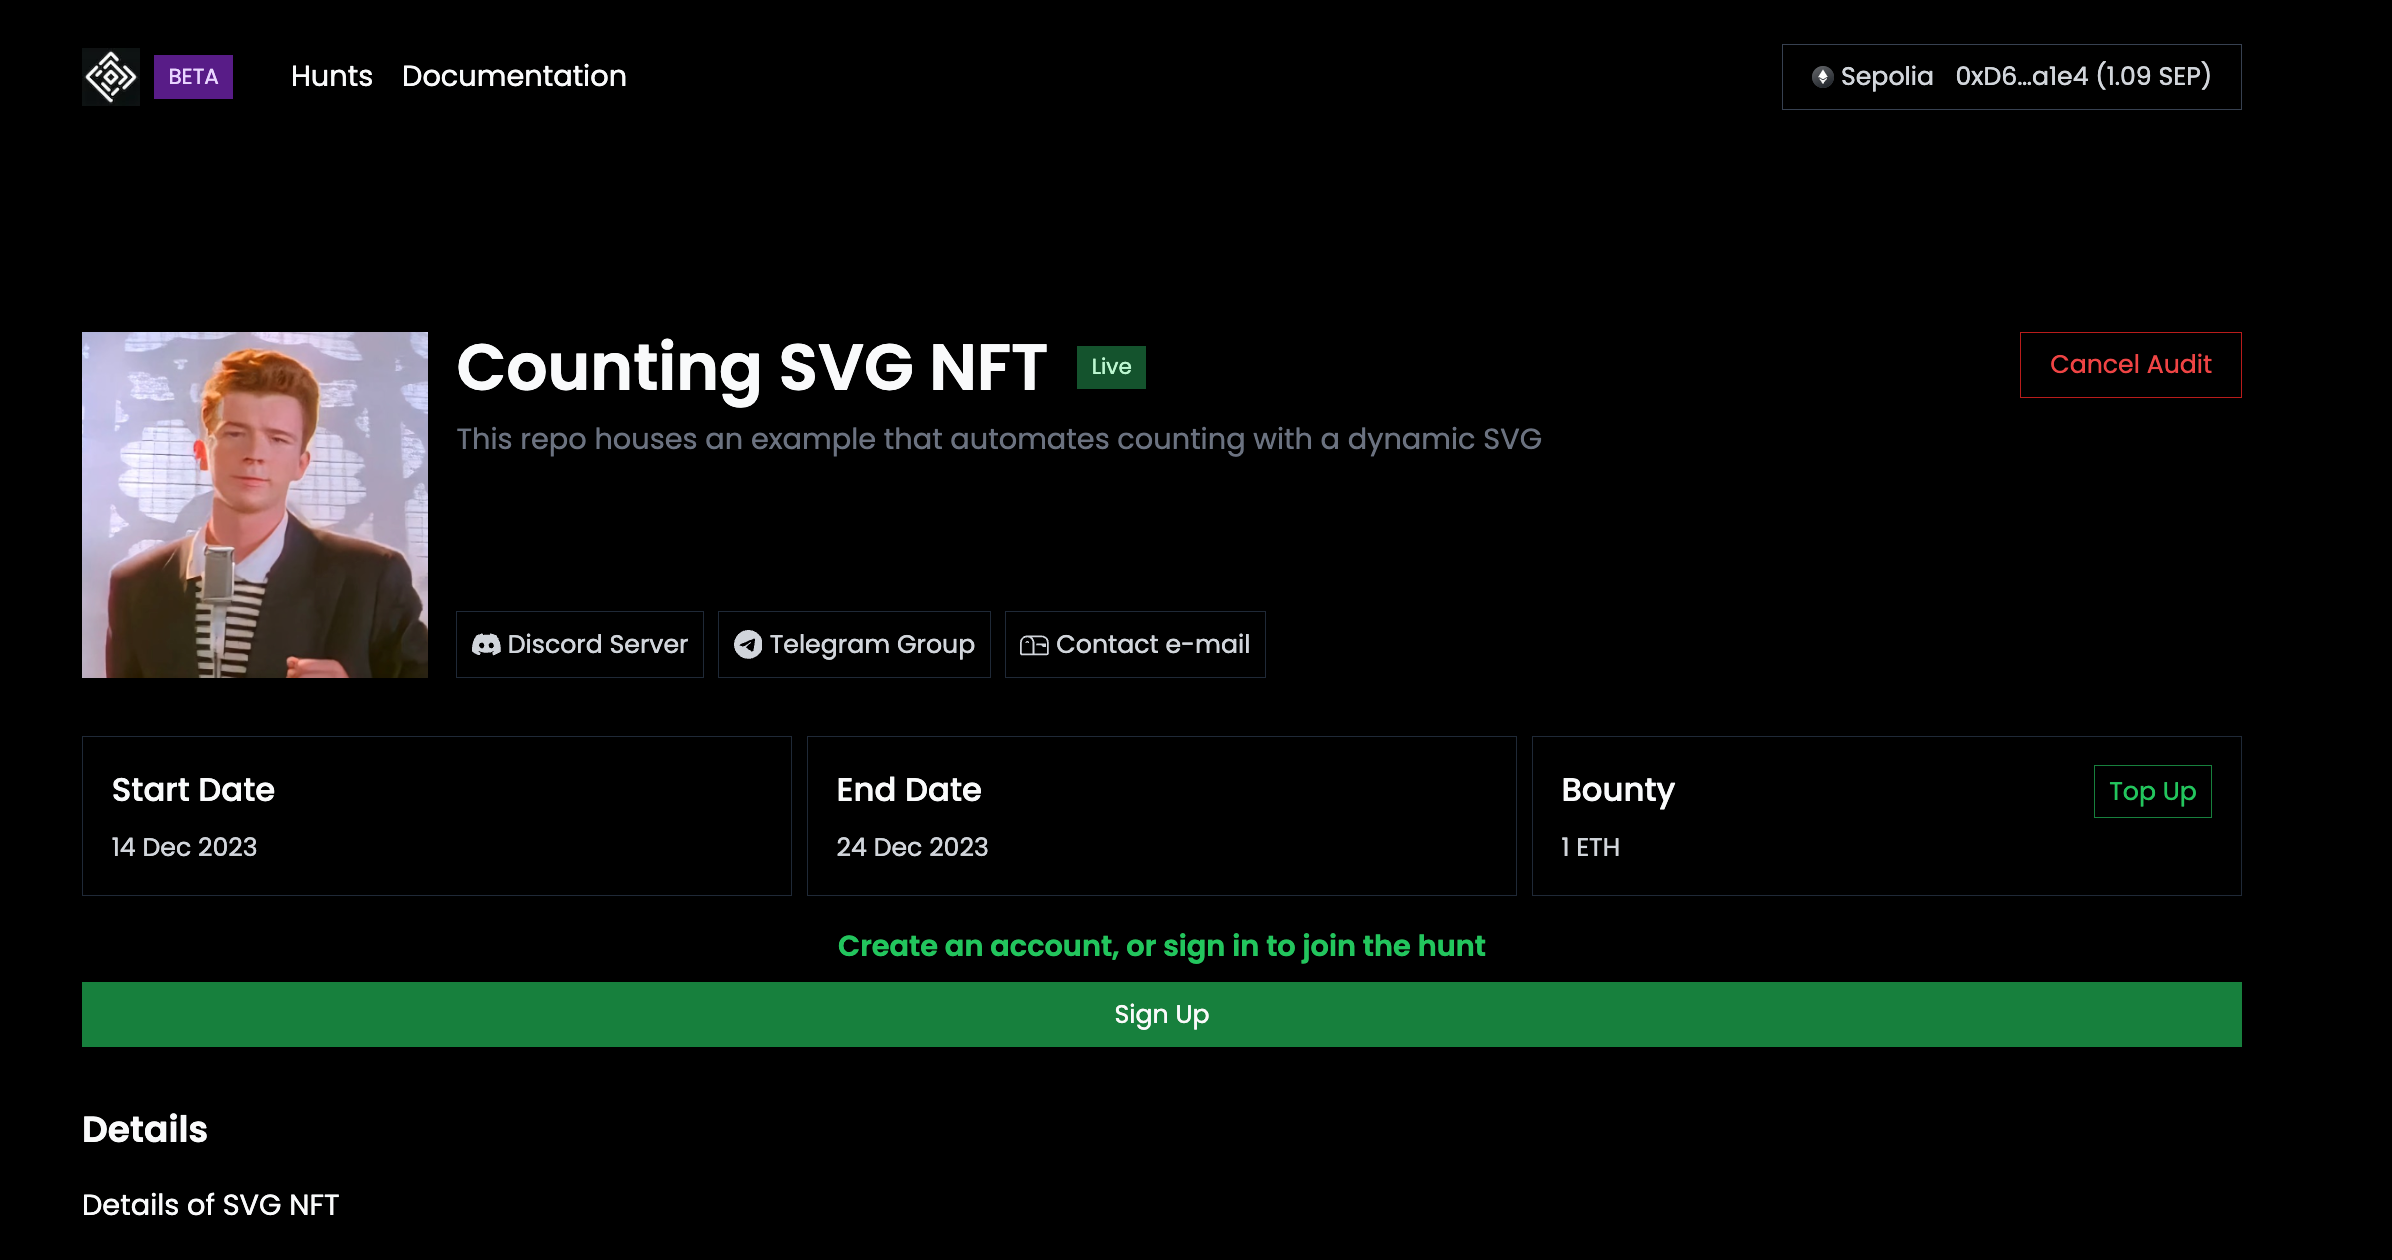 BETA
Hunts
Documentation
Sepolia 0xD6...a1e4 (1.09 SEP)
Counting SVG NFT
Live
Cancel Audit
This repo houses an example that automates counting with a dynamic SVG
Discord Server
Telegram Group
Contact e-mail
Start Date
14 Dec 2023
End Date
24 Dec 2023
Bounty
Top Up
1 ETH
Create an account, or sign in to join the hunt
Sign Up
Details
Details of SVG NFT